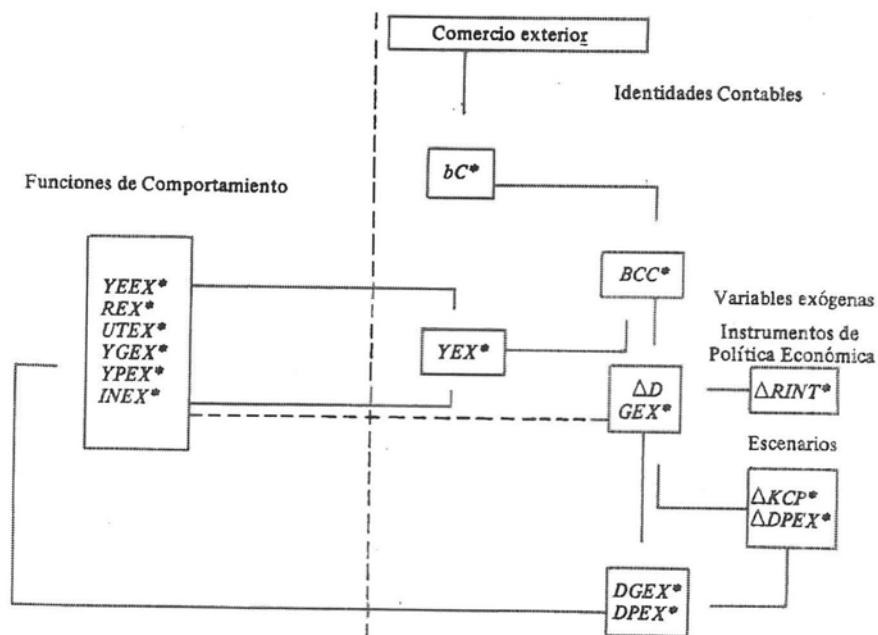 Comercio exterior
Identidades Contables
bC*
Funciones de Comportamiento
YEEX*
REX*
UTEX*
YGEX*
YPEX*
INEX*
BCC*
YEX*
Variables exógenas
Instrumentos de
Política Económica
ΔD
GEX*
ΔRINT*
Escenarios
ΔKCP*
ΔDPEX*
DGEX*
DPEX*